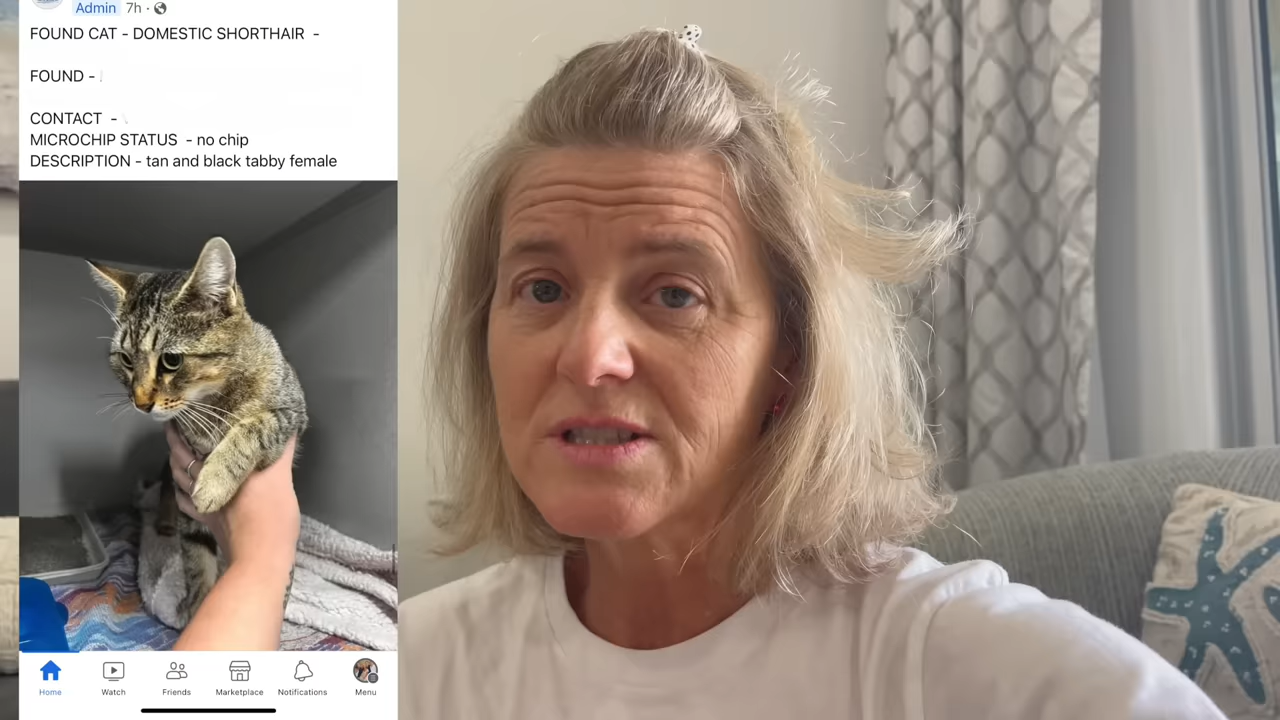 Admin 7h ·
FOUND CAT - DOMESTIC SHORTHAIR -
FOUND -
CONTACT -
MICROCHIP STATUS - no chip
DESCRIPTION - tan and black tabby female
Home Watch Friends Marketplace Notifications Menu